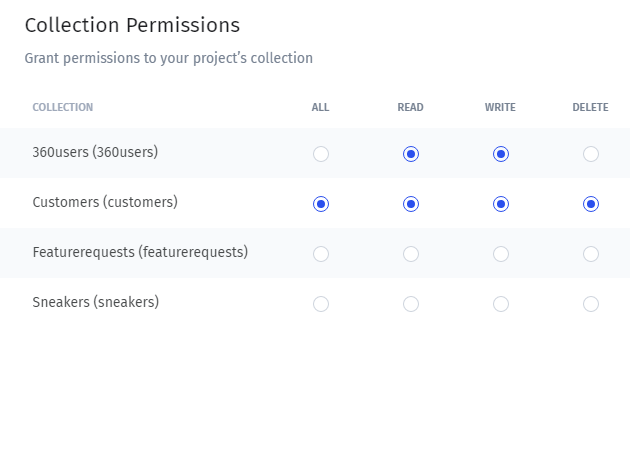 Collection Permissions
Grant permissions to your project's collection
COLLECTION ALL READ WRITE DELETE
360users (360users)
Customers (customers)
Featurerequests (featurerequests)
Sneakers (sneakers)